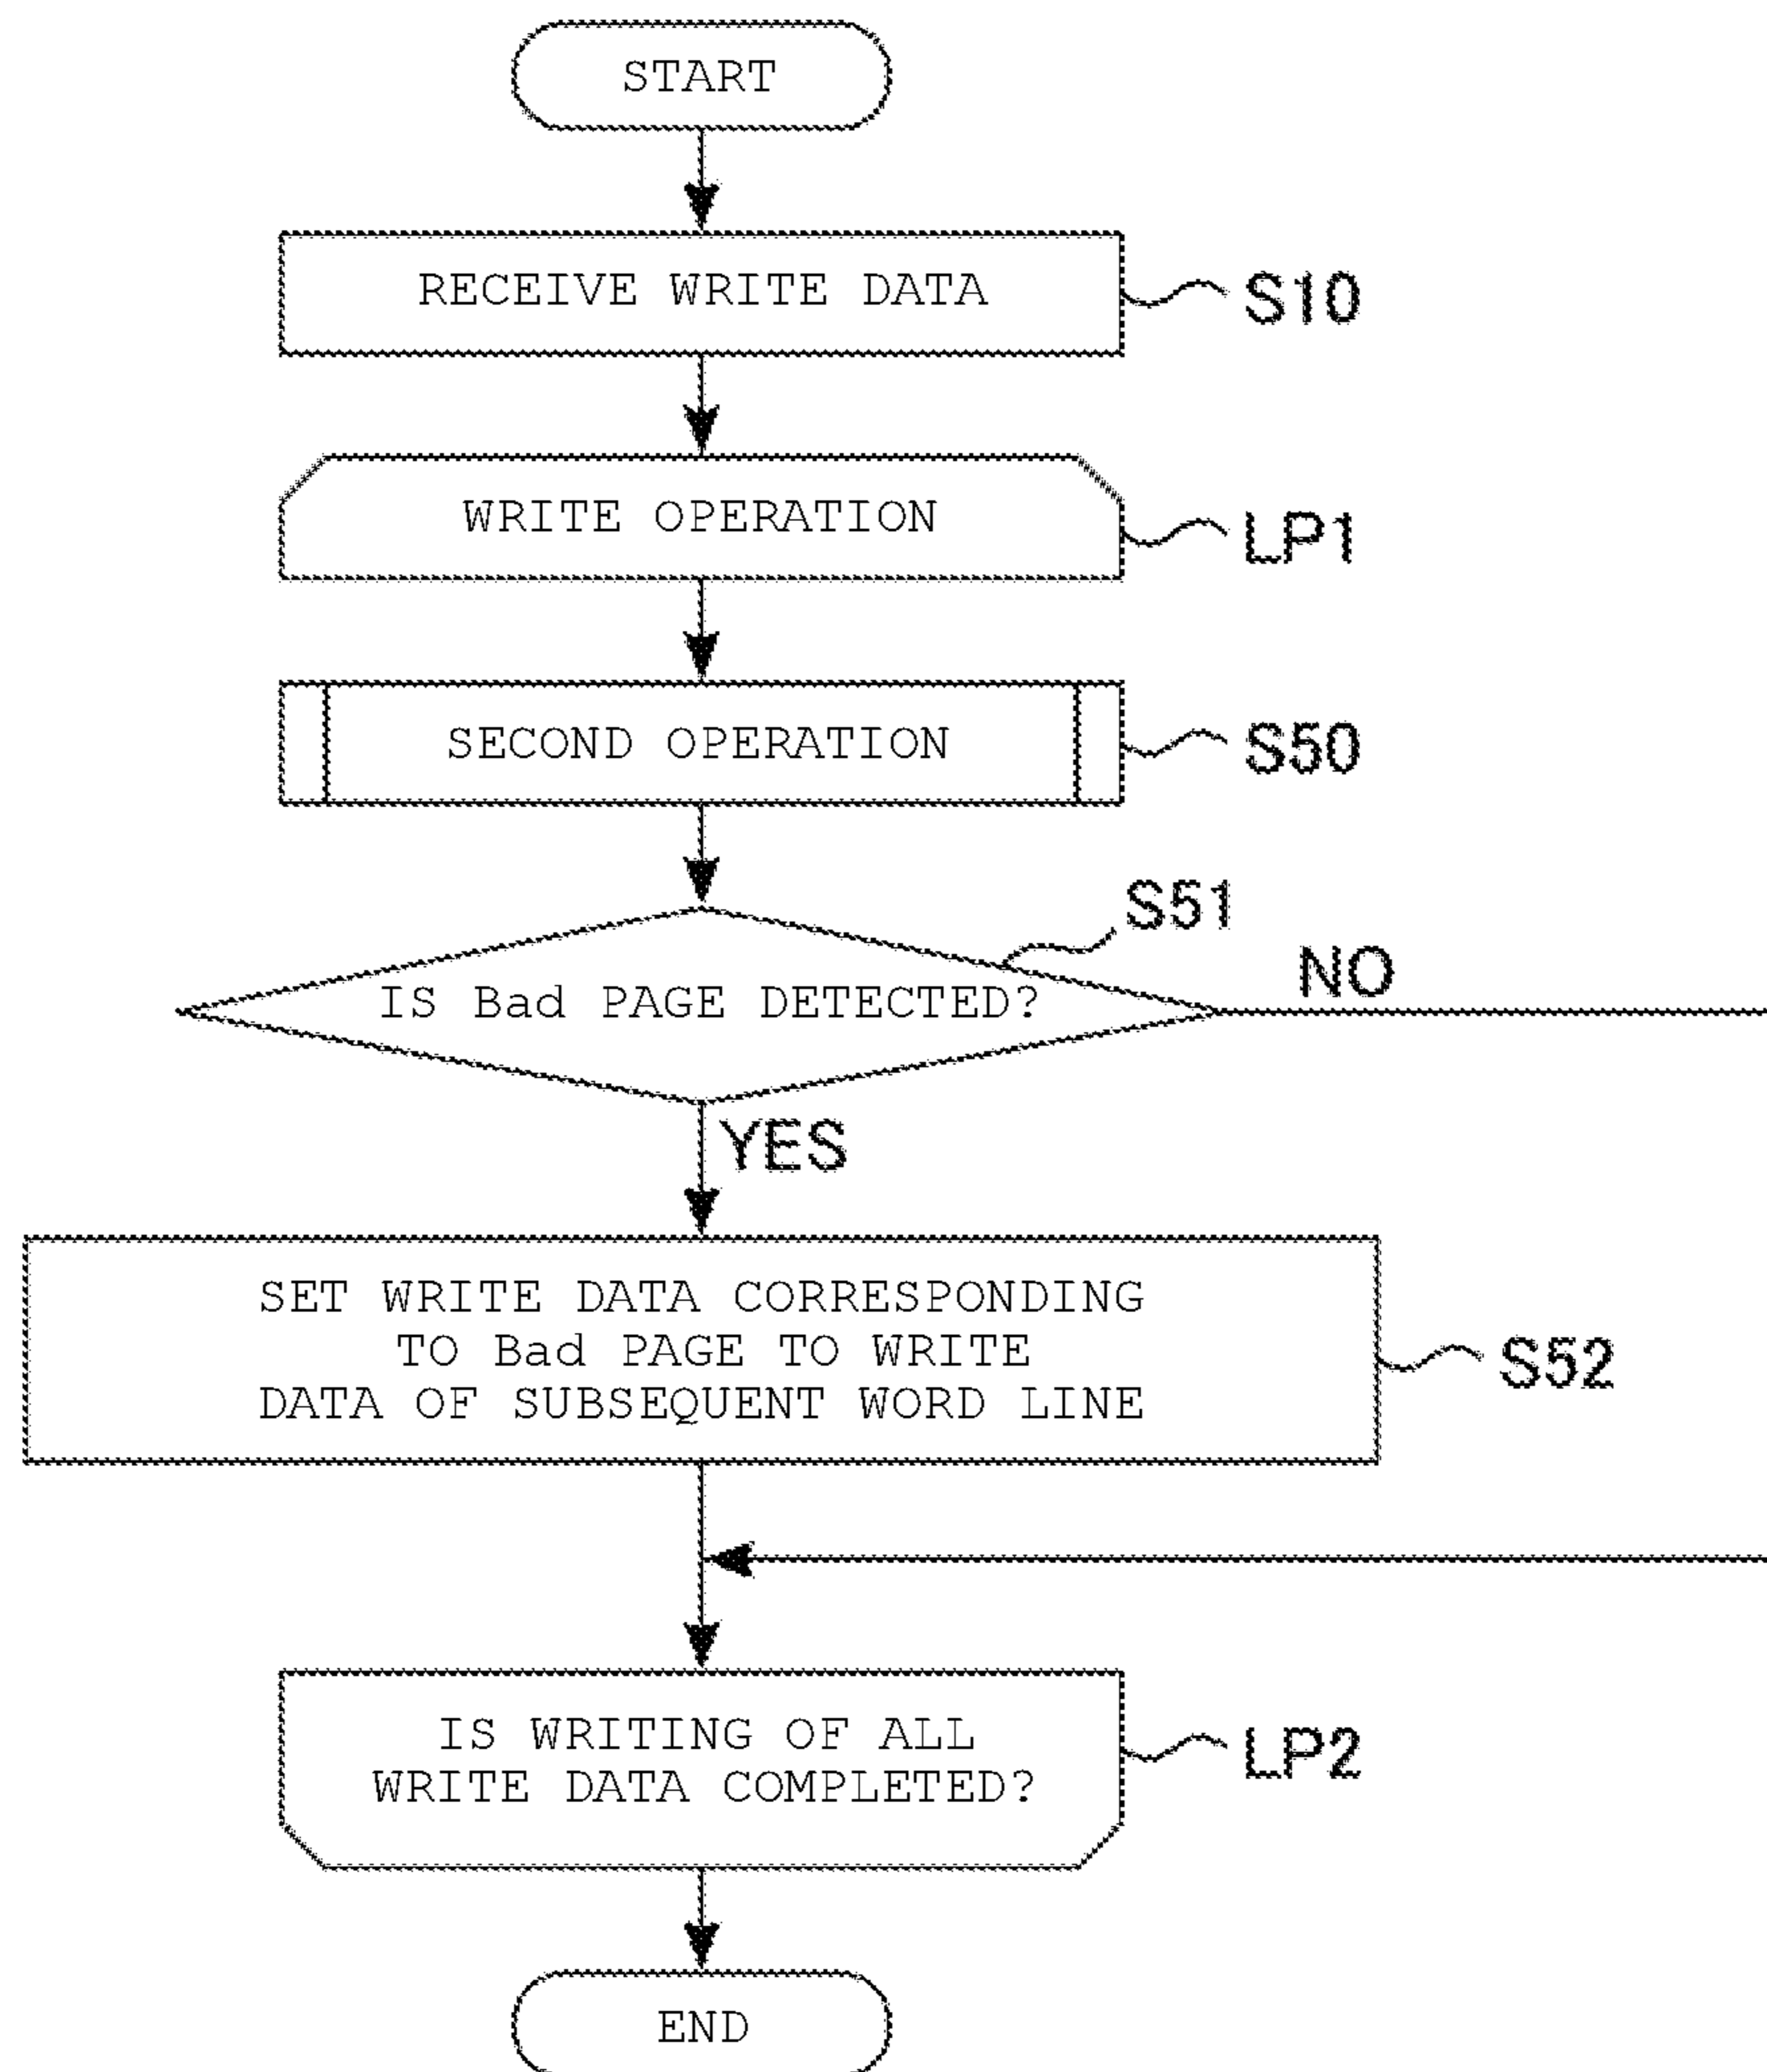 START
RECEIVE WRITE DATA
S10
WRITE OPERATION
LP1
SECOND OPERATION
S50
S51
IS Bad PAGE DETECTED?
NO
YES
SET WRITE DATA CORRESPONDING
TO Bad PAGE TO WRITE
DATA OF SUBSEQUENT WORD LINE
S52
IS WRITING OF ALL
WRITE DATA COMPLETED?
LP2
END